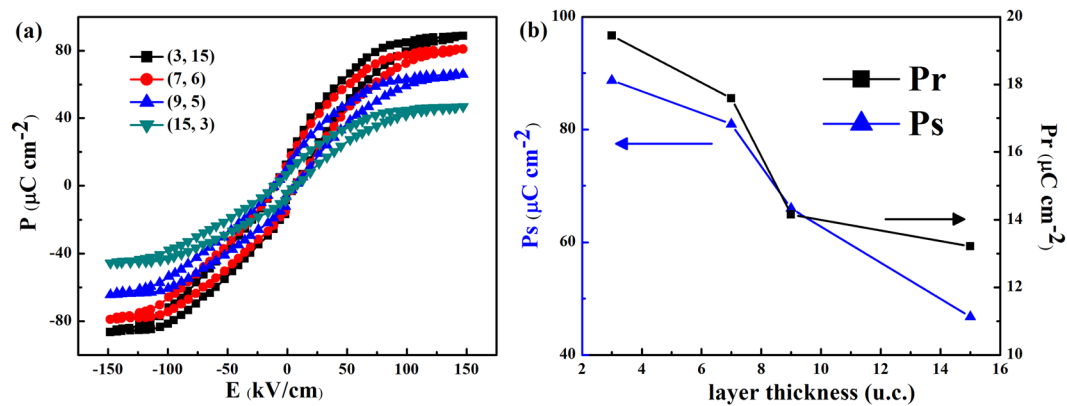 (a)
(3, 15)
(7, 6)
(9, 5)
(15, 3)
80
40
0
-40
-80
P (μC cm-2)
-150 -100 -50 0 50 100 150
E (kV/cm)
(b)
Pr
Ps
100
80
60
40
Ps (μC cm-2)
20
18
16
14
12
10
Pr (μC cm-2)
2 4 6 8 10 12 14 16
layer thickness (u.c.)